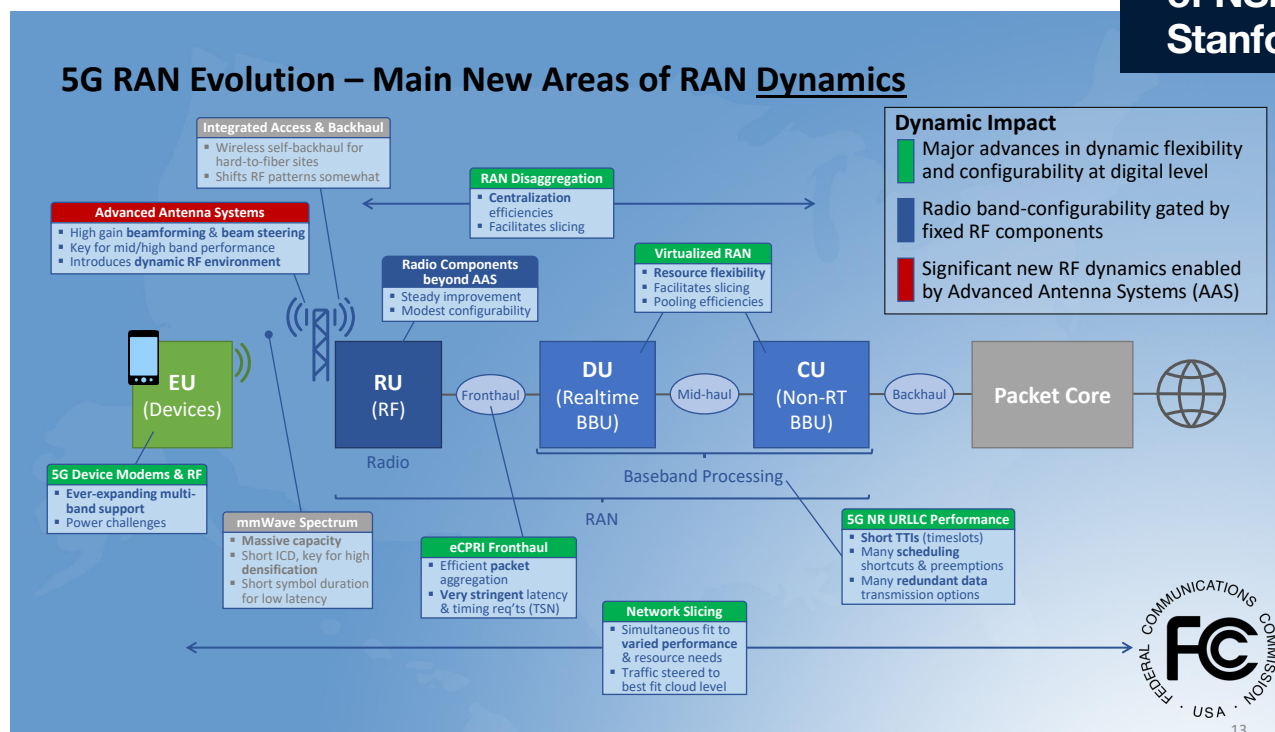 Stanfo
5G RAN Evolution – Main New Areas of RAN Dynamics
Integrated Access & Backhaul
▪ Wireless self-backhaul for
hard-to-fiber sites
▪ Shifts RF patterns somewhat
Dynamic Impact
Major advances in dynamic flexibility
and configurability at digital level
Radio band-configurability gated by
fixed RF components
Significant new RF dynamics enabled
by Advanced Antenna Systems (AAS)
RAN Disaggregation
▪ Centralization
efficiencies
▪ Facilitates slicing
Advanced Antenna Systems
▪ High gain beamforming & beam steering
▪ Key for mid/high band performance
▪ Introduces dynamic RF environment
Radio Components
beyond AAS
▪ Steady improvement
▪ Modest configurability
Virtualized RAN
▪ Resource flexibility
▪ Facilitates slicing
▪ Pooling efficiencies
EU
(Devices)
RU
(RF)
Fronthaul
DU
(Realtime
BBU)
Mid-haul
CU
(Non-RT
BBU)
Backhaul
Packet Core
Radio
Baseband Processing
RAN
5G Device Modems & RF
▪ Ever-expanding multi-
band support
▪ Power challenges
mmWave Spectrum
▪ Massive capacity
▪ Short ICD, key for high
densification
▪ Short symbol duration
for low latency
eCPRI Fronthaul
▪ Efficient packet
aggregation
▪ Very stringent latency
& timing req'ts (TSN)
5G NR URLLC Performance
▪ Short TTIs (timeslots)
▪ Many scheduling
shortcuts & preemptions
▪ Many redundant data
transmission options
Network Slicing
▪ Simultaneous fit to
varied performance
& resource needs
▪ Traffic steered to
best fit cloud level
FEDERAL COMMUNICATIONS COMMISSION · USA ·
FCC
13